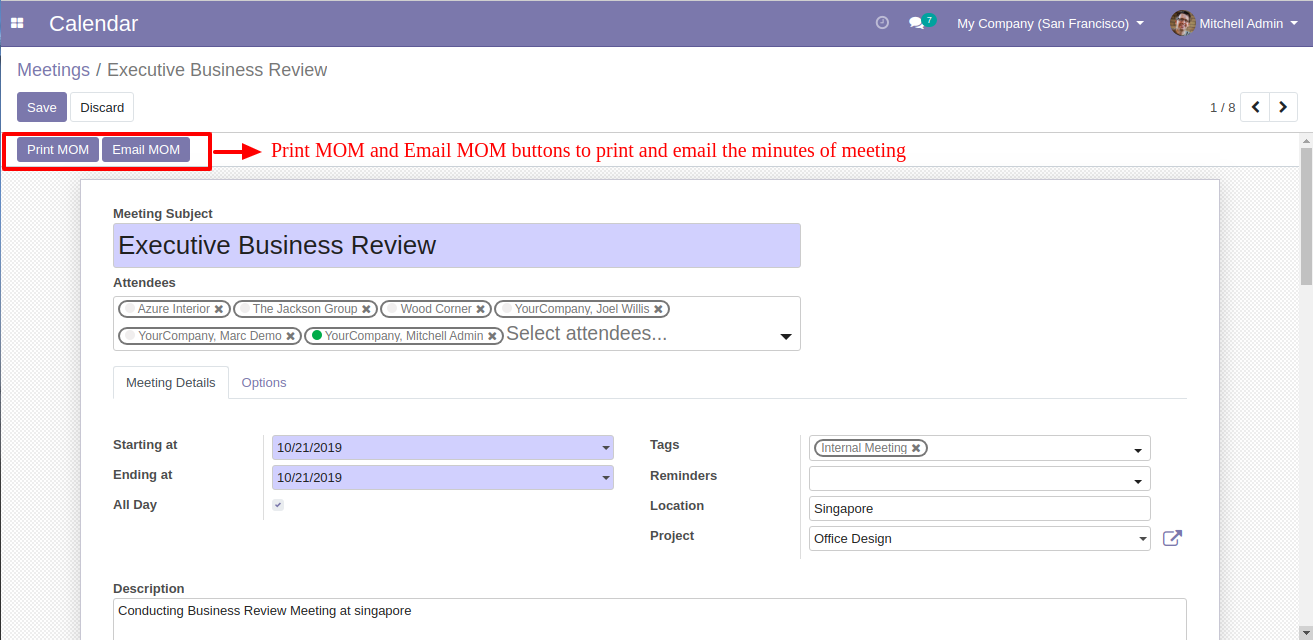 Calendar 7 My Company (San Francisco) Mitchell Admin
Meetings / Executive Business Review
Save Discard 1 / 8
Print MOM Email MOM Print MOM and Email MOM buttons to print and email the minutes of meeting
Meeting Subject
Executive Business Review
Attendees
Azure Interior The Jackson Group Wood Corner YourCompany, Joel Willis
YourCompany, Marc Demo YourCompany, Mitchell Admin Select attendees...
Meeting Details Options
Starting at 10/21/2019 Tags Internal Meeting
Ending at 10/21/2019 Reminders
All Day Location Singapore
Project Office Design
Description
Conducting Business Review Meeting at singapore